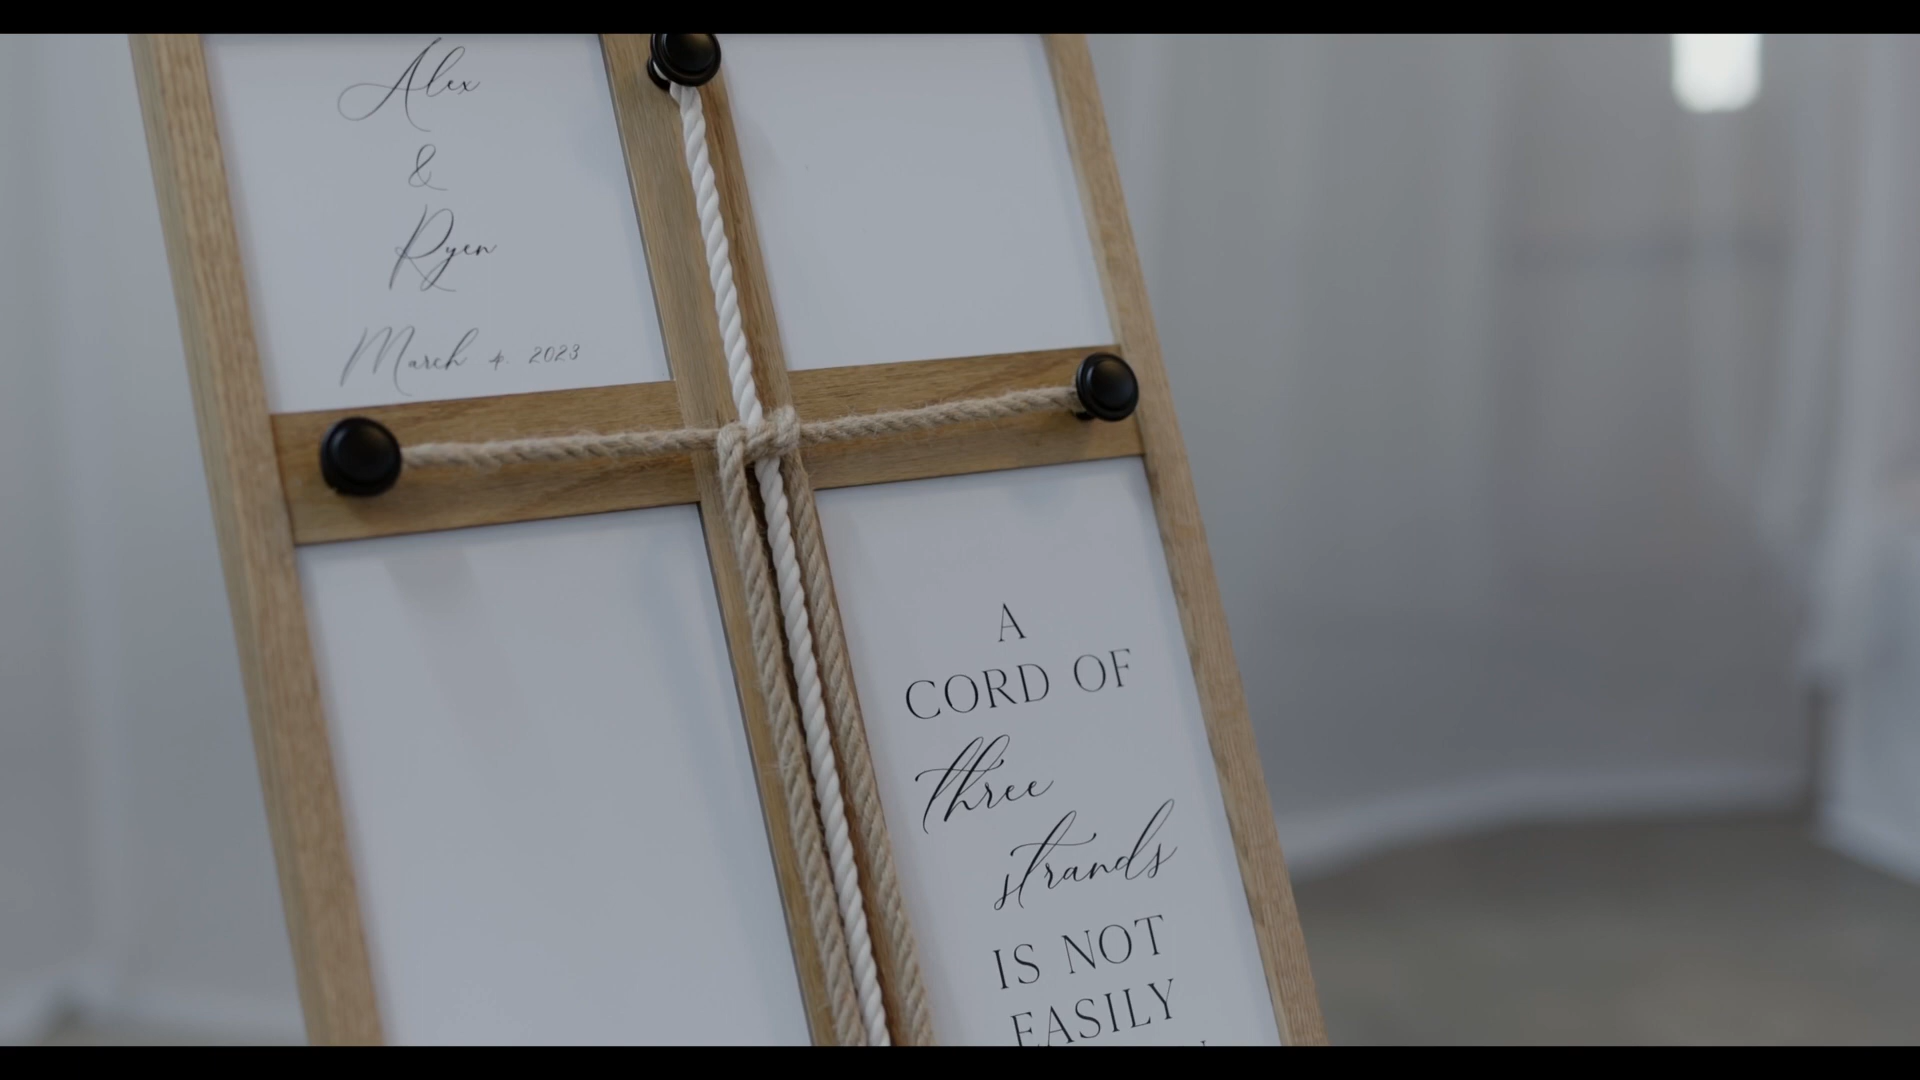 Alex
&
Ryen
March 4. 2023
A
CORD OF
three
strands
IS NOT
EASILY